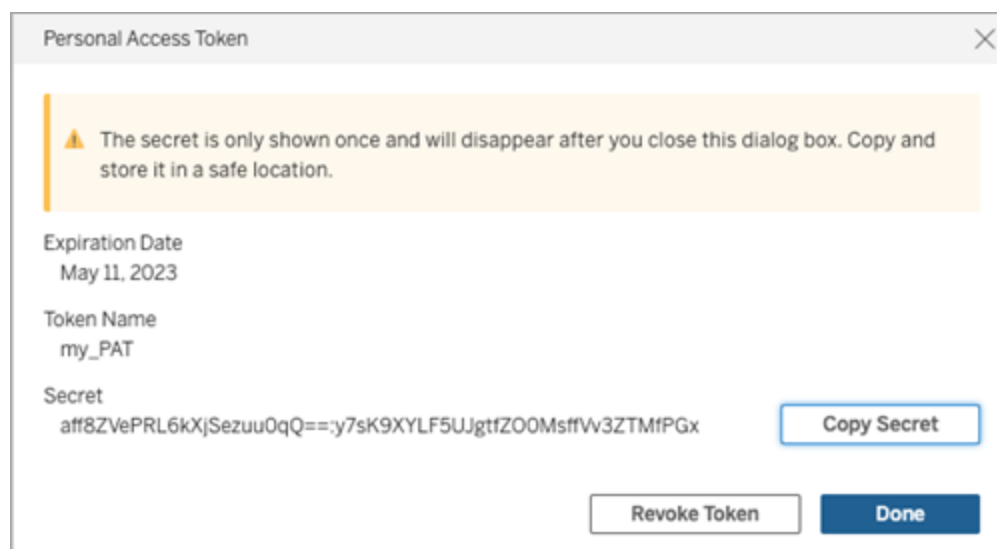 Personal Access Token
The secret is only shown once and will disappear after you close this dialog box. Copy and
store it in a safe location.
Expiration Date
May 11, 2023
Token Name
my_PAT
Secret
aff8ZVePRL6kXjSezuu0qQ==:y7sK9XYLF5UJgtfZO0MsffVv3ZTMfPGx
Copy Secret
Revoke Token
Done